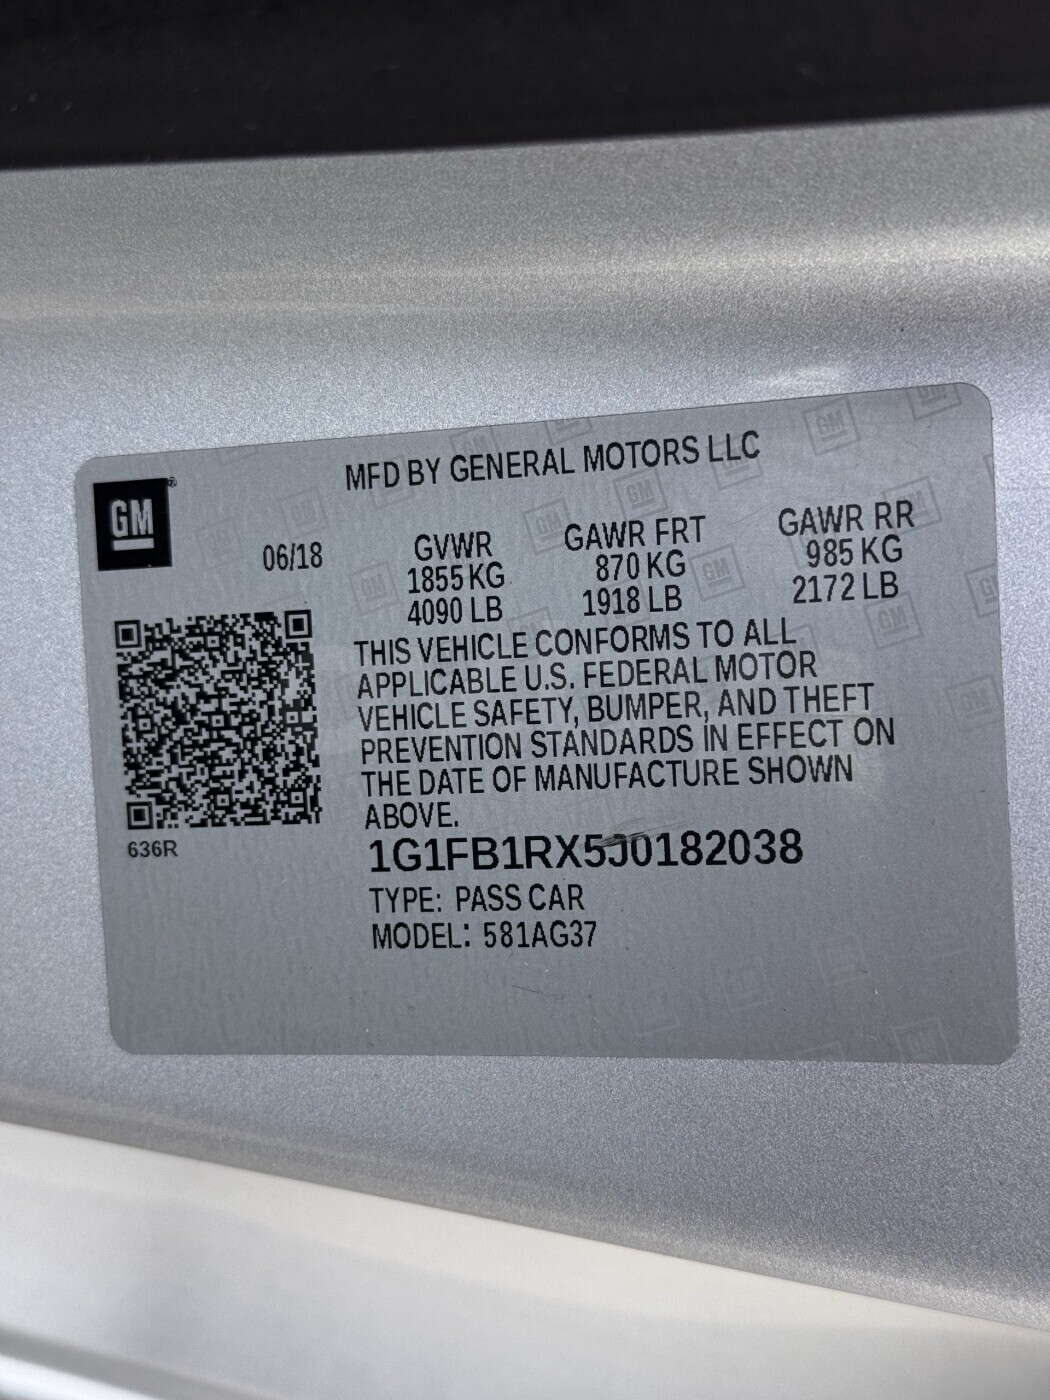 MFD BY GENERAL MOTORS LLC
GM
06/18
GVWR
1855 KG
4090 LB
GAWR FRT
870 KG
1918 LB
GAWR RR
985 KG
2172 LB
THIS VEHICLE CONFORMS TO ALL
APPLICABLE U.S. FEDERAL MOTOR
VEHICLE SAFETY, BUMPER, AND THEFT
PREVENTION STANDARDS IN EFFECT ON
THE DATE OF MANUFACTURE SHOWN
ABOVE.
636R
1G1FB1RX5J0182038
TYPE: PASS CAR
MODEL: 581AG37